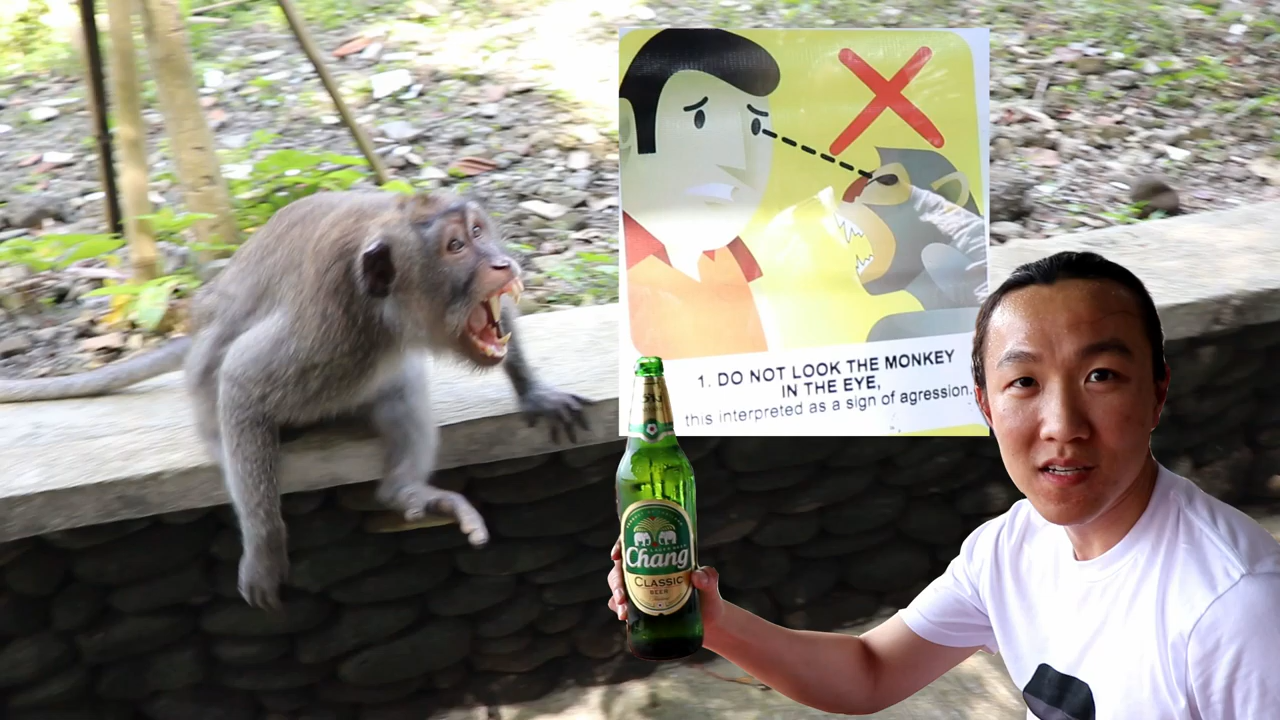 1. DO NOT LOOK THE MONKEY
IN THE EYE,
this interpreted as a sign of agression.
Chang
CLASSIC
BEER